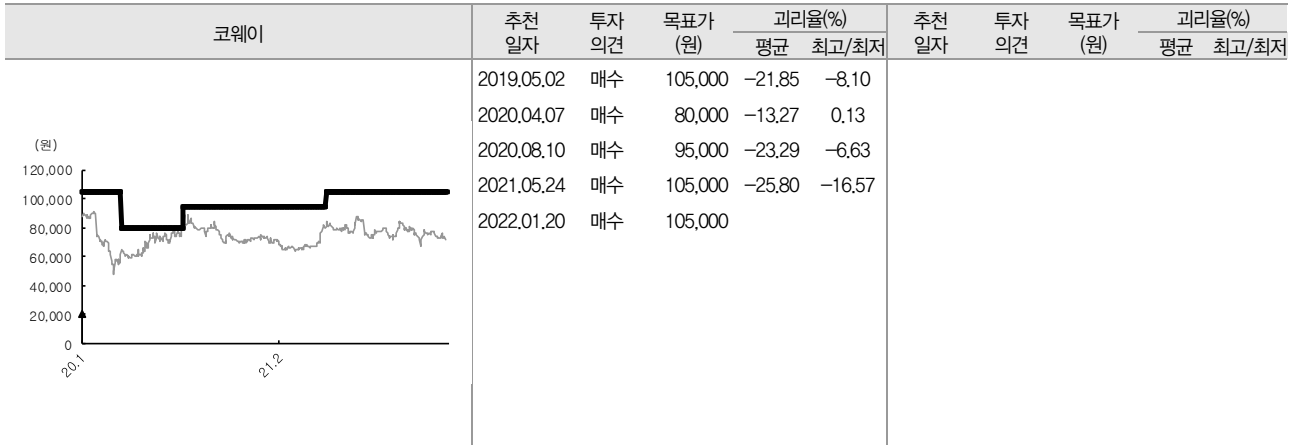 코웨이
추천 일자 투자 의견 목표가 (원) 괴리율(%) 평균 최고/최저 추천 일자 투자 의견 목표가 (원) 괴리율(%) 평균 최고/최저
2019.05.02 매수 105,000 -21.85 -8.10
2020.04.07 매수 80,000 -13.27 0.13
2020.08.10 매수 95,000 -23.29 -6.63
2021.05.24 매수 105,000 -25.80 -16.57
2022.01.20 매수 105,000
(원)
120,000
100,000
80,000
60,000
40,000
20,000
0
20.1 21.2